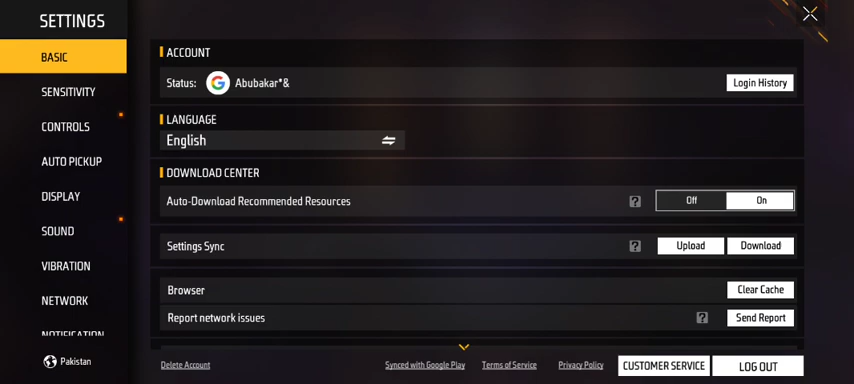 SETTINGS
BASIC
SENSITIVITY
CONTROLS
AUTO PICKUP
DISPLAY
SOUND
VIBRATION
NETWORK
NOTIFICATION
Pakistan
ACCOUNT
Status: Abubakar*& Login History
LANGUAGE
English
DOWNLOAD CENTER
Auto-Download Recommended Resources ? Off On
Settings Sync ? Upload Download
Browser Clear Cache
Report network issues ? Send Report
Delete Account Synced with Google Play Terms of Service Privacy Policy CUSTOMER SERVICE LOG OUT